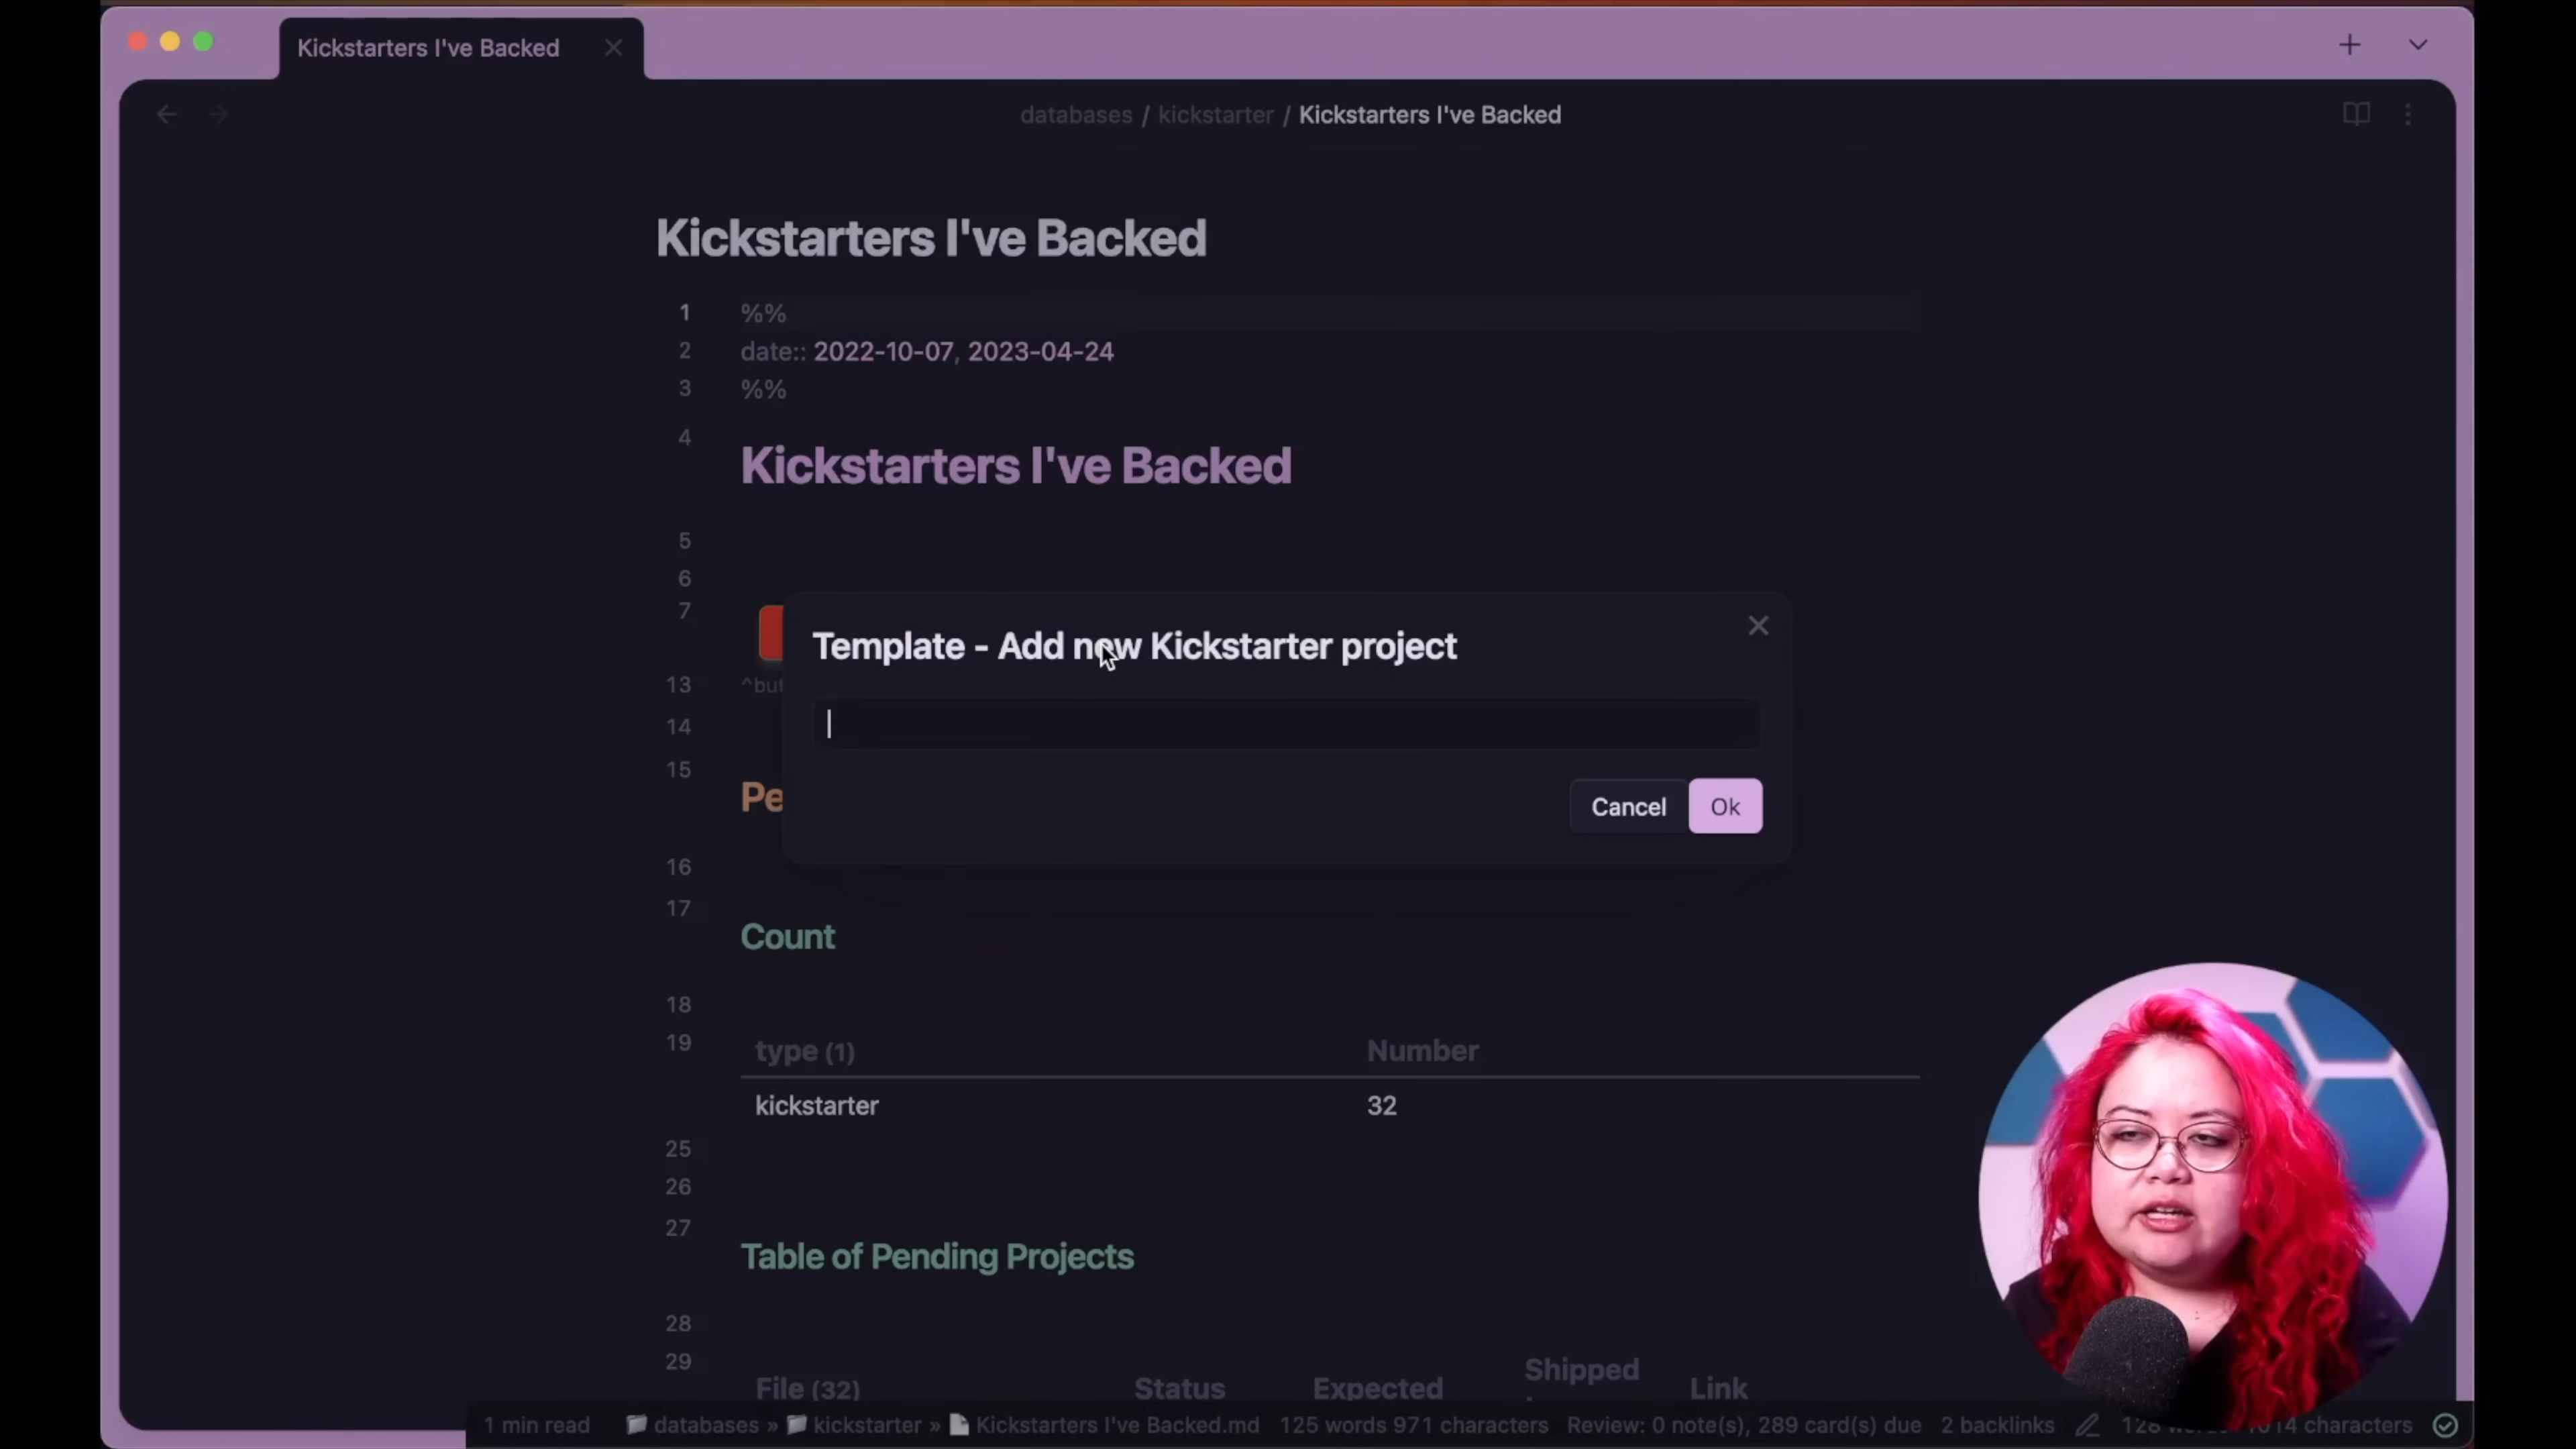 Kickstarters I've Backed
databases / kickstarter / Kickstarters I've Backed
Kickstarters I've Backed
1 %%
2 date:: 2022-10-07, 2023-04-24
3 %%
4 Kickstarters I've Backed
5
6
7
Template - Add new Kickstarter project
13 ^but
14
15 Pe
Cancel Ok
16
17 Count
18
19 type (1) Number
kickstarter 32
25
26
27 Table of Pending Projects
28
29 File (32) Status Expected Shipped Link
1 min read databases » kickstarter » Kickstarters I've Backed.md 125 words 971 characters Review: 0 note(s), 289 card(s) due 2 backlinks characters